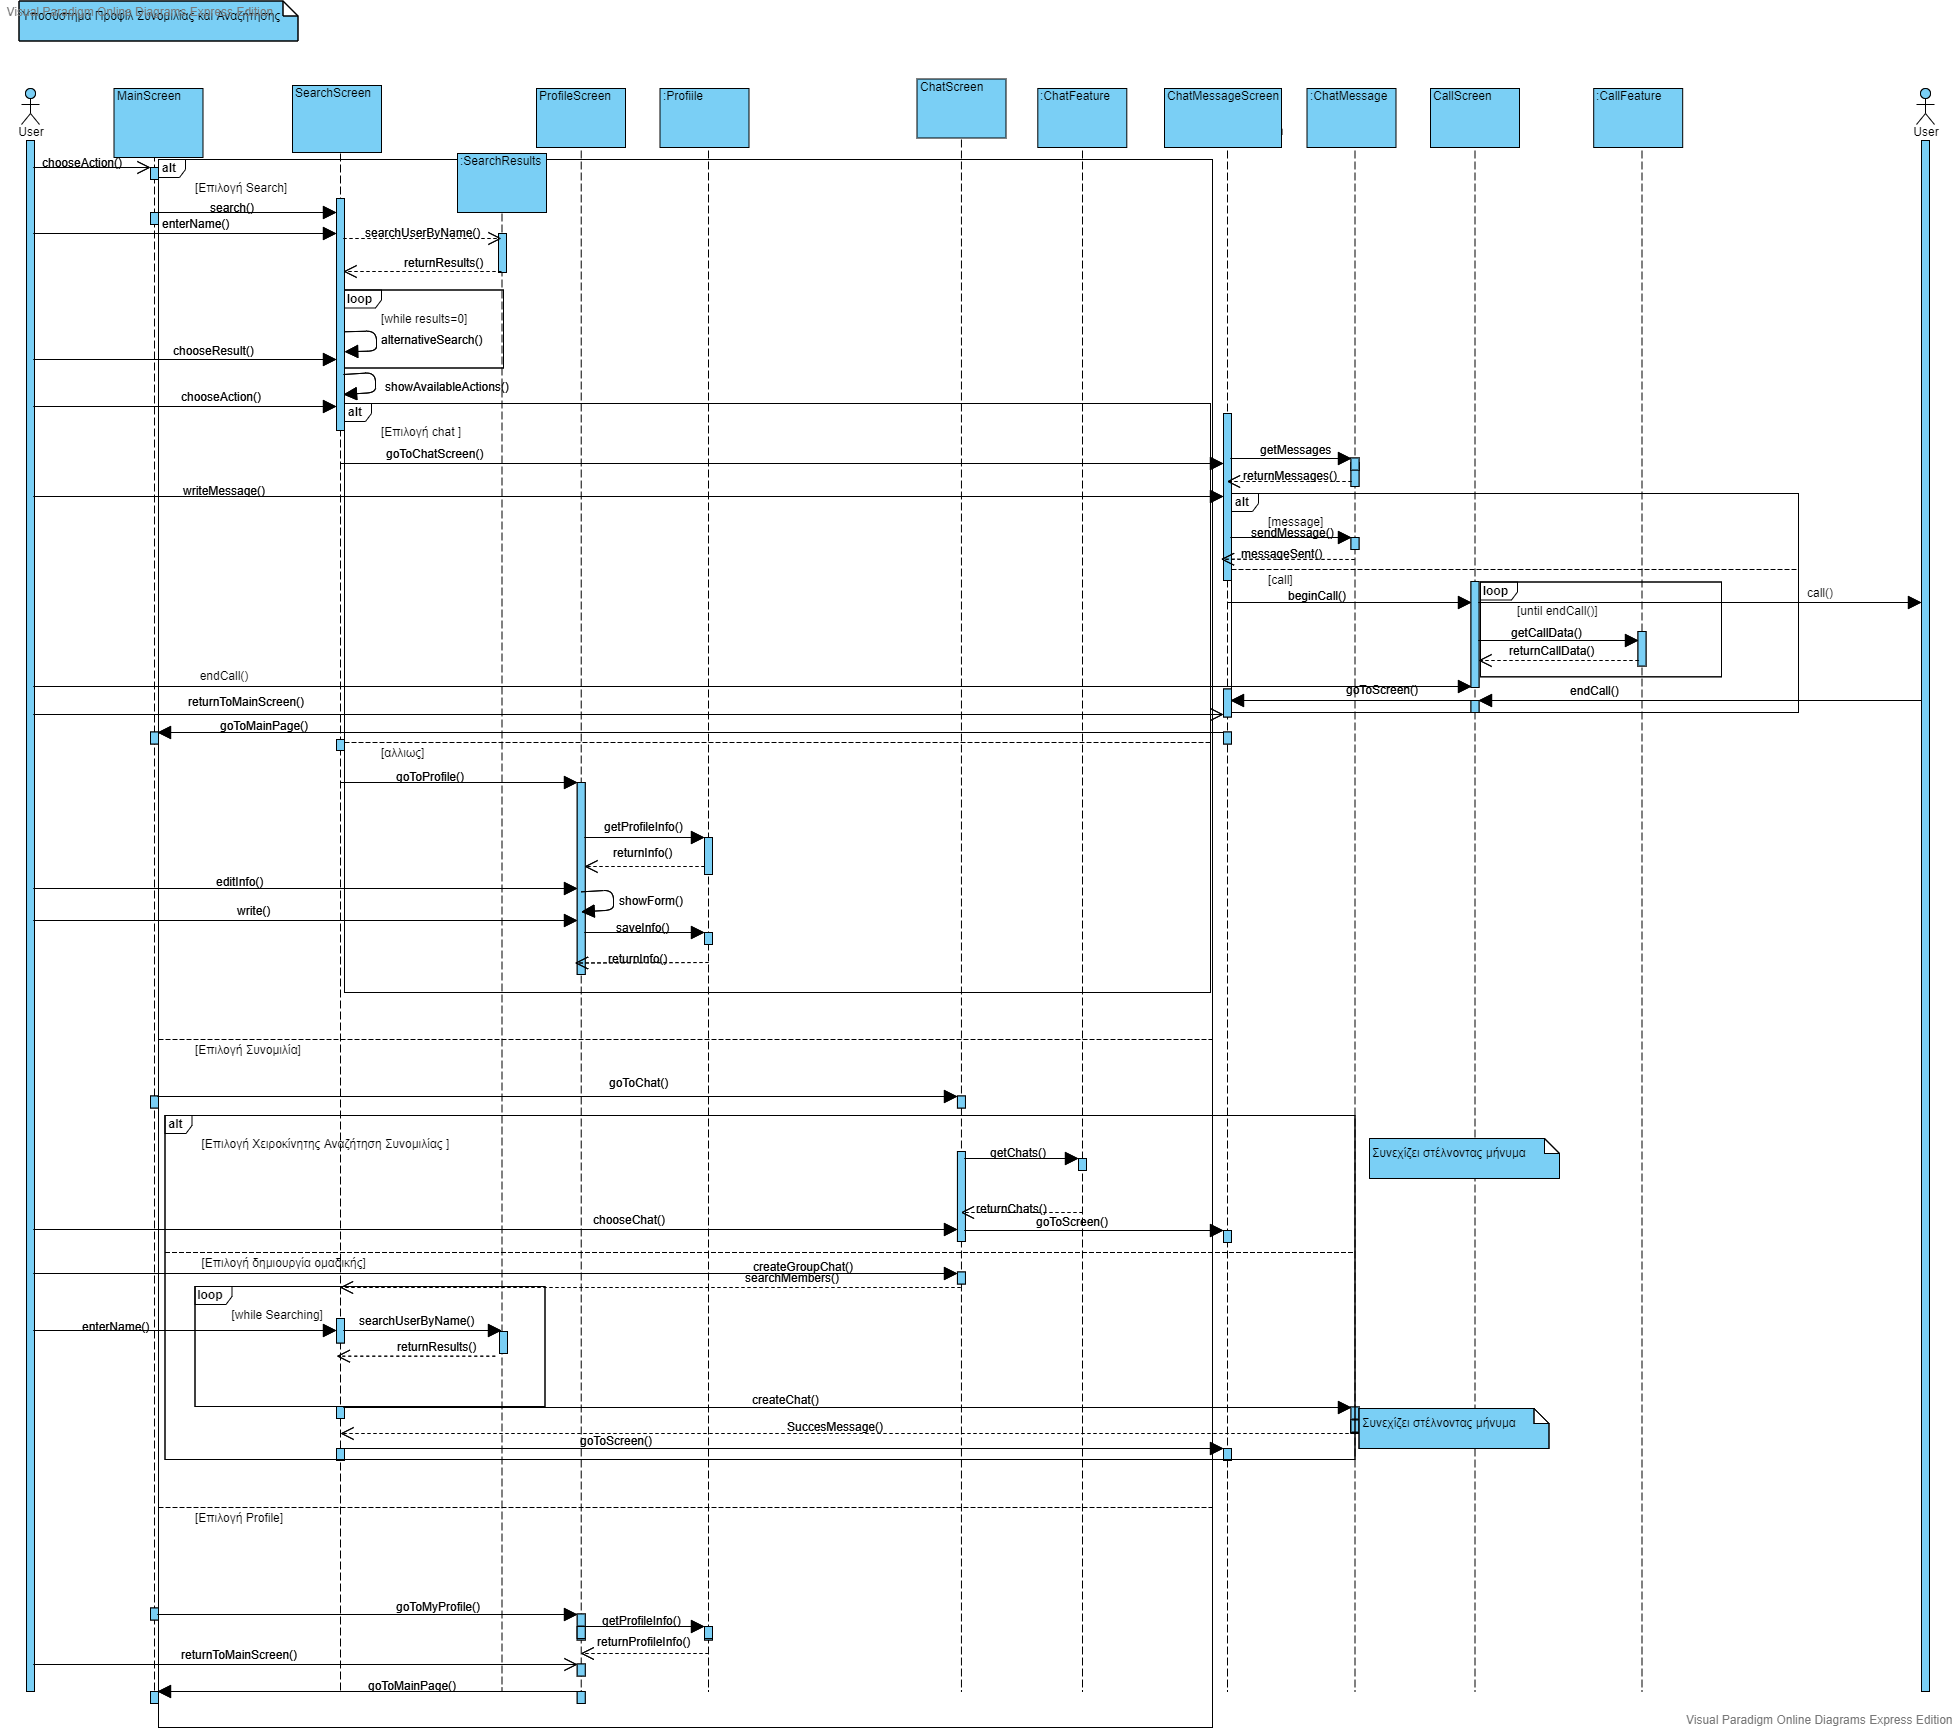 Visual Paradigm Online Diagrams Express Edition
Υποσύστημα Προφίλ Συνομιλίας και Αναζήτησης
User
MainScreen
SearchScreen
:SearchResults
ProfileScreen
:Profiile
ChatScreen
:ChatFeature
ChatMessageScreen
:ChatMessage
CallScreen
:CallFeature
User
chooseAction()
alt
[Επιλογή Search]
search()
enterName()
searchUserByName()
returnResults()
loop
[while results=0]
alternativeSearch()
chooseResult()
showAvailableActions()
chooseAction()
alt
[Επιλογή chat ]
goToChatScreen()
getMessages
returnMessages()
writeMessage()
alt
[message]
sendMessage()
messageSent()
[call]
beginCall()
loop
call()
[until endCall()]
getCallData()
returnCallData()
endCall()
goToScreen()
endCall()
returnToMainScreen()
goToMainPage()
[αλλιως]
goToProfile()
getProfileInfo()
returnInfo()
editInfo()
showForm()
write()
saveInfo()
returnInfo()
[Επιλογή Συνομιλία]
goToChat()
alt
[Επιλογή Χειροκίνητης Αναζήτηση Συνομιλίας ]
getChats()
Συνεχίζει στέλνοντας μήνυμα
returnChats()
chooseChat()
goToScreen()
[Επιλογή δημιουργία ομαδικής]
createGroupChat()
searchMembers()
loop
[while Searching]
enterName()
searchUserByName()
returnResults()
createChat()
SuccesMessage()
Συνεχίζει στέλνοντας μήνυμα
goToScreen()
[Επιλογή Profile]
goToMyProfile()
getProfileInfo()
returnProfileInfo()
returnToMainScreen()
goToMainPage()
Visual Paradigm Online Diagrams Express Edition